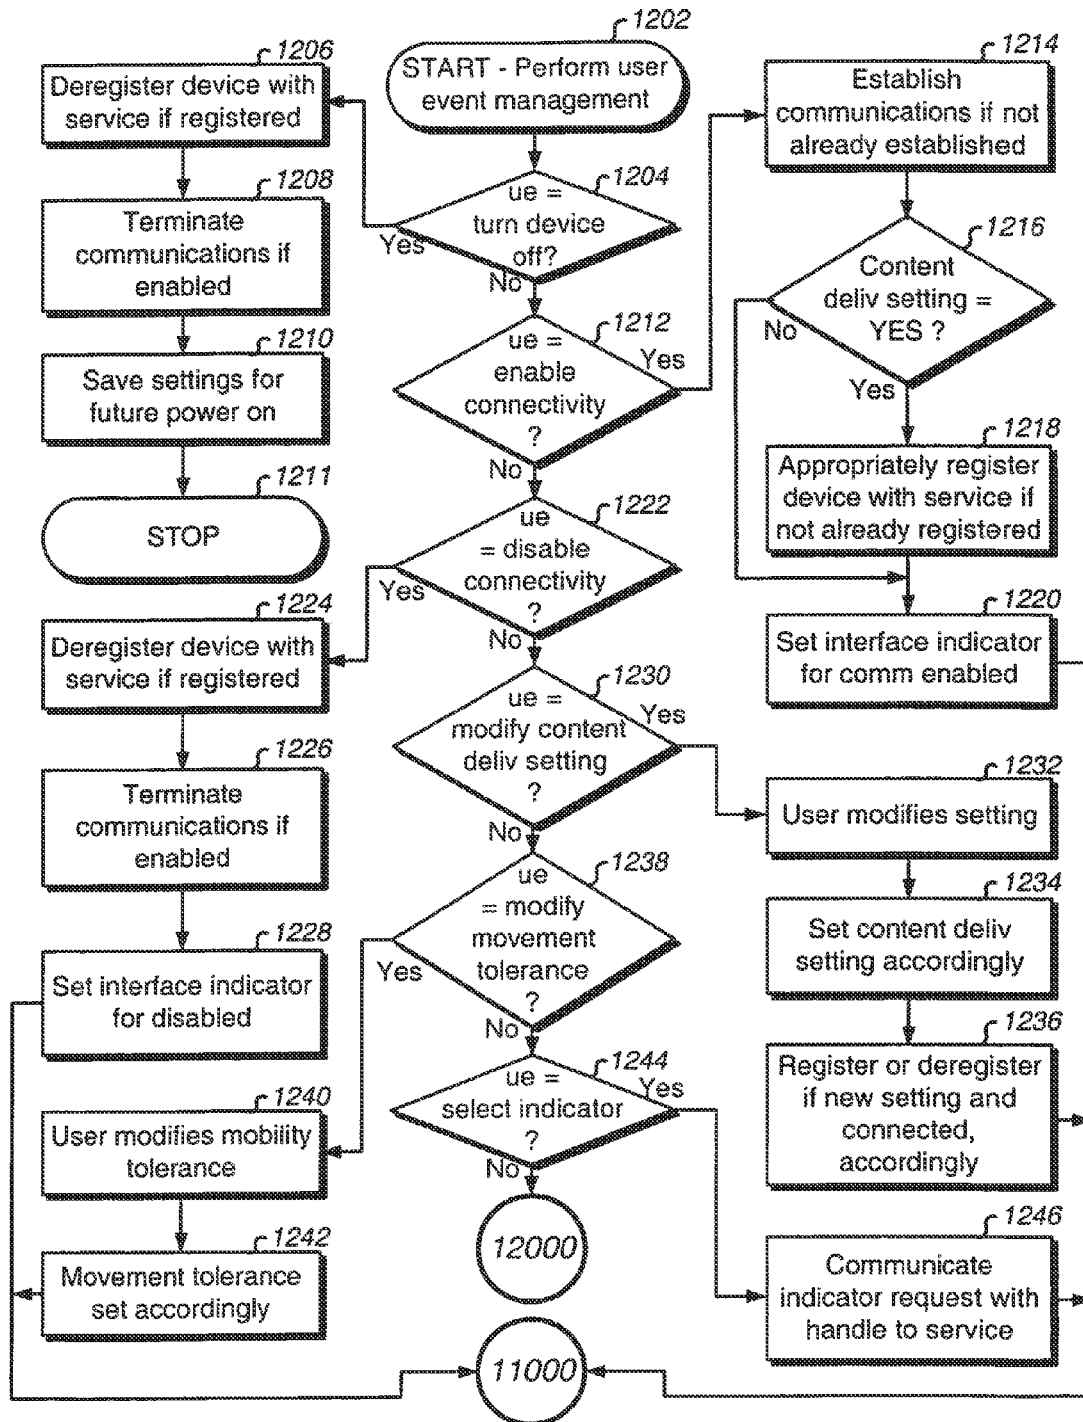 1202
START - Perform user
event management
1204
ue =
turn device
off?
Yes
No
1206
Deregister device with
service if registered
1208
Terminate
communications if
enabled
1210
Save settings for
future power on
1211
STOP
1212
ue =
enable
connectivity
?
Yes
No
1214
Establish
communications if not
already established
1216
Content
deliv setting =
YES ?
No
Yes
1218
Appropriately register
device with service if
not already registered
1220
Set interface indicator
for comm enabled
1222
ue
= disable
connectivity
?
Yes
No
1224
Deregister device with
service if registered
1226
Terminate
communications if
enabled
1228
Set interface indicator
for disabled
1230
ue =
modify content
deliv setting
?
Yes
No
1232
User modifies setting
1234
Set content deliv
setting accordingly
1236
Register or deregister
if new setting and
connected,
accordingly
1238
ue
= modify
movement
tolerance
?
Yes
No
1240
User modifies mobility
tolerance
1242
Movement tolerance
set accordingly
1244
ue =
select indicator
?
Yes
No
1246
Communicate
indicator request with
handle to service
12000
11000